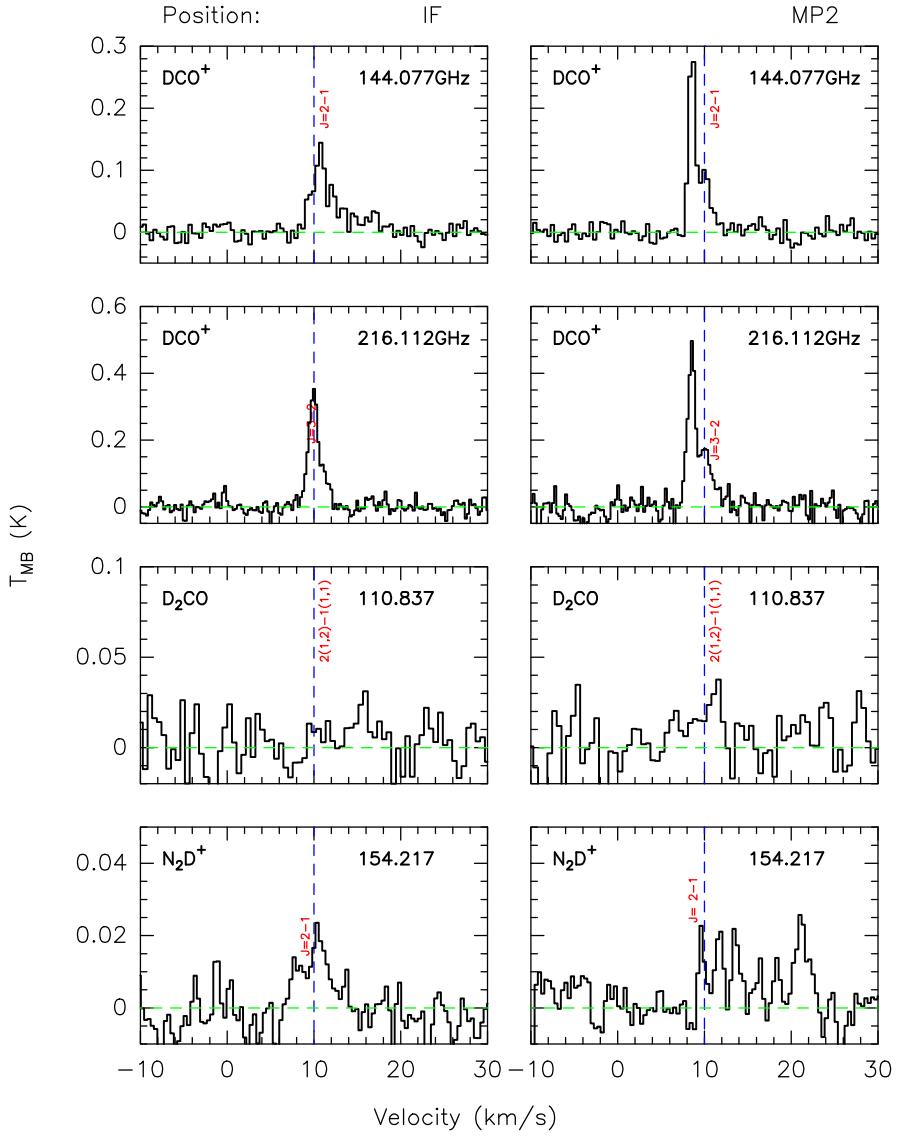 Position: IF MP2
0.3
DCO+ 144.077GHz DCO+ 144.077GHz
J=2-1 J=2-1
0.2
0.1
0
0.6
DCO+ 216.112GHz DCO+ 216.112GHz
0.4
J=3-2 J=3-2
0.2
0
0.1
D2CO 110.837 D2CO 110.837
2(1,2)-1(1,1) 2(1,2)-1(1,1)
0.05
0
N2D+ 154.217 N2D+ 154.217
0.04
J=2-1 J= 2-1
0.02
0
-10 0 10 20 30 -10 0 10 20 30
Velocity (km/s)
TMB (K)